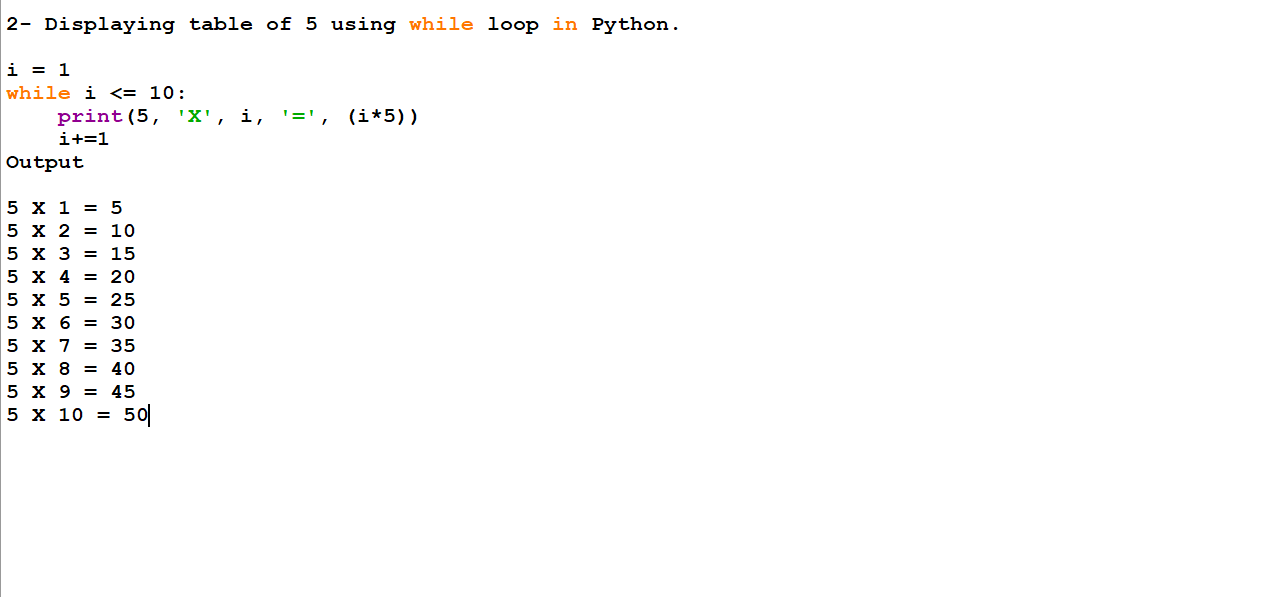 2- Displaying table of 5 using while loop in Python.
i = 1
while i <= 10:
    print(5, 'X', i, '=', (i*5))
    i+=1
Output
5 X 1 = 5
5 X 2 = 10
5 X 3 = 15
5 X 4 = 20
5 X 5 = 25
5 X 6 = 30
5 X 7 = 35
5 X 8 = 40
5 X 9 = 45
5 X 10 = 50